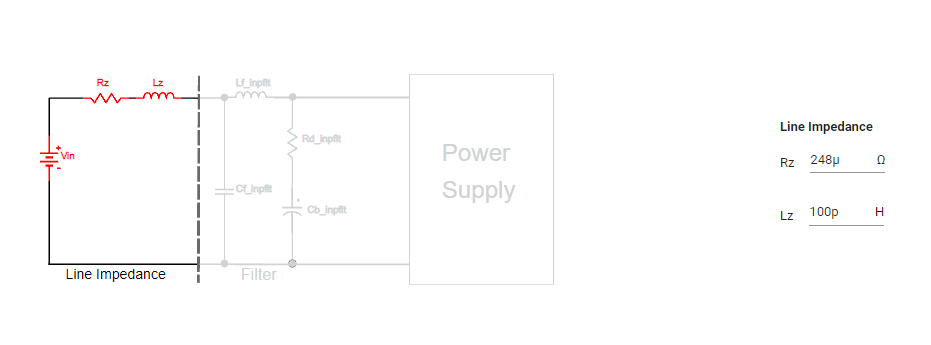 Rz
Lz
Lf_inpflt
Vin
+
-
Rd_inpflt
Cf_inpflt
Cb_inpflt
Power
Supply
Line Impedance
Filter
Line Impedance
Rz 248µ Ω
Lz 100p H